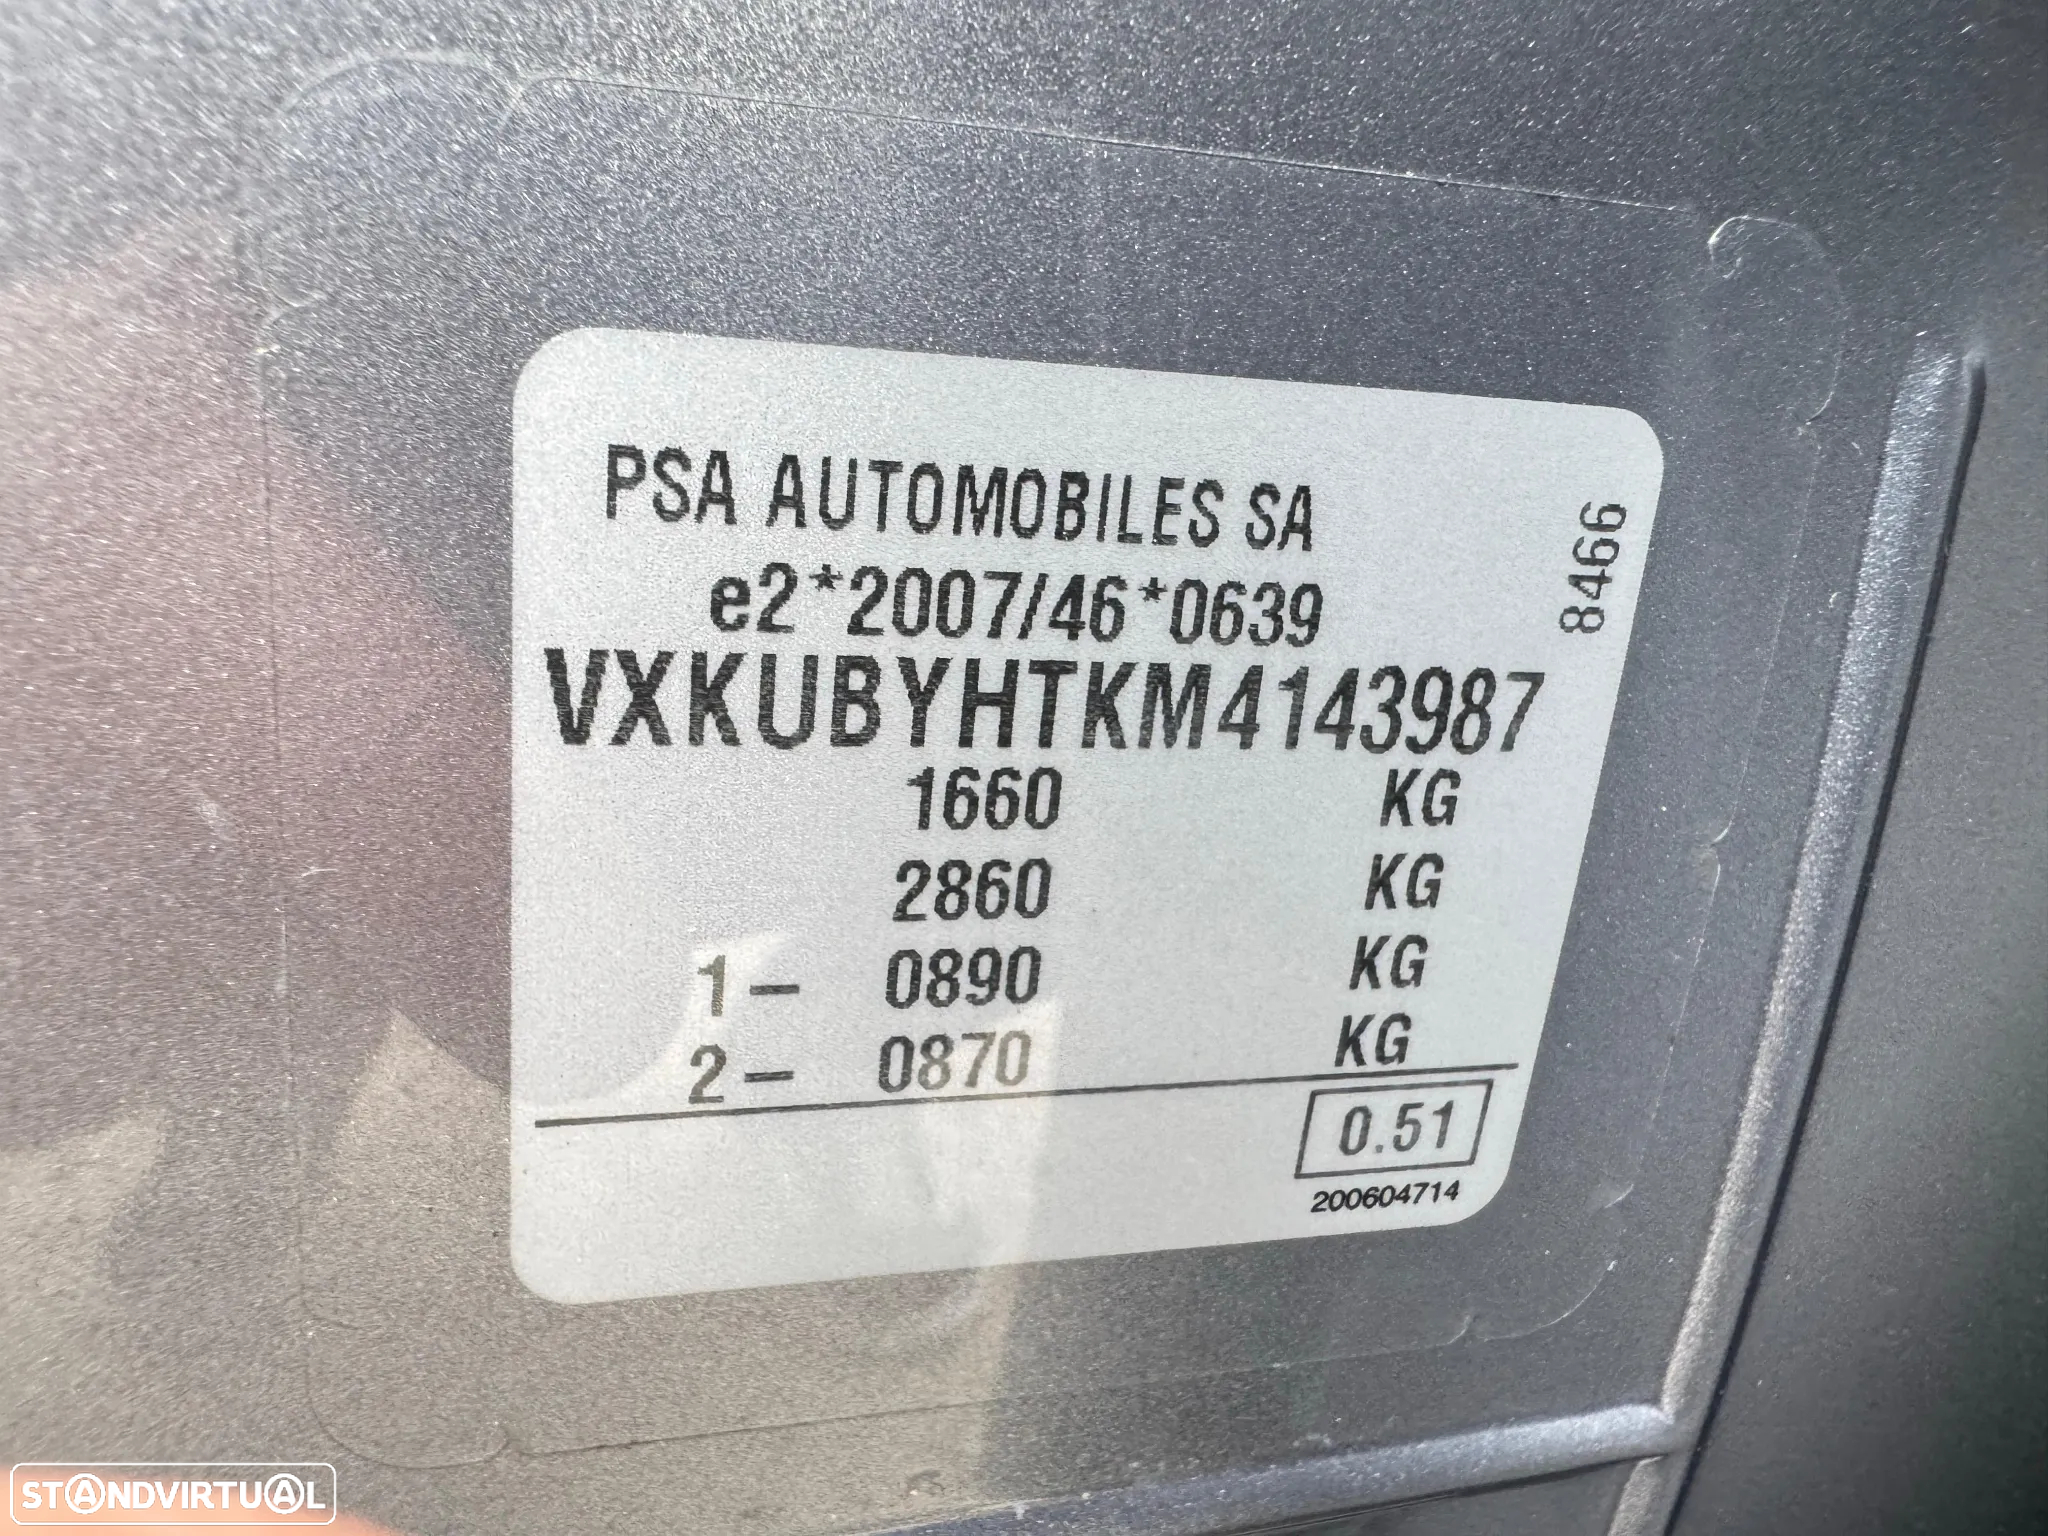 PSA AUTOMOBILES SA
e2*2007/46*0639
8466
VXKUBYHTKM4143987
1660 KG
2860 KG
1– 0890 KG
2– 0870 KG
0.51
200604714
STANDVIRTUAL